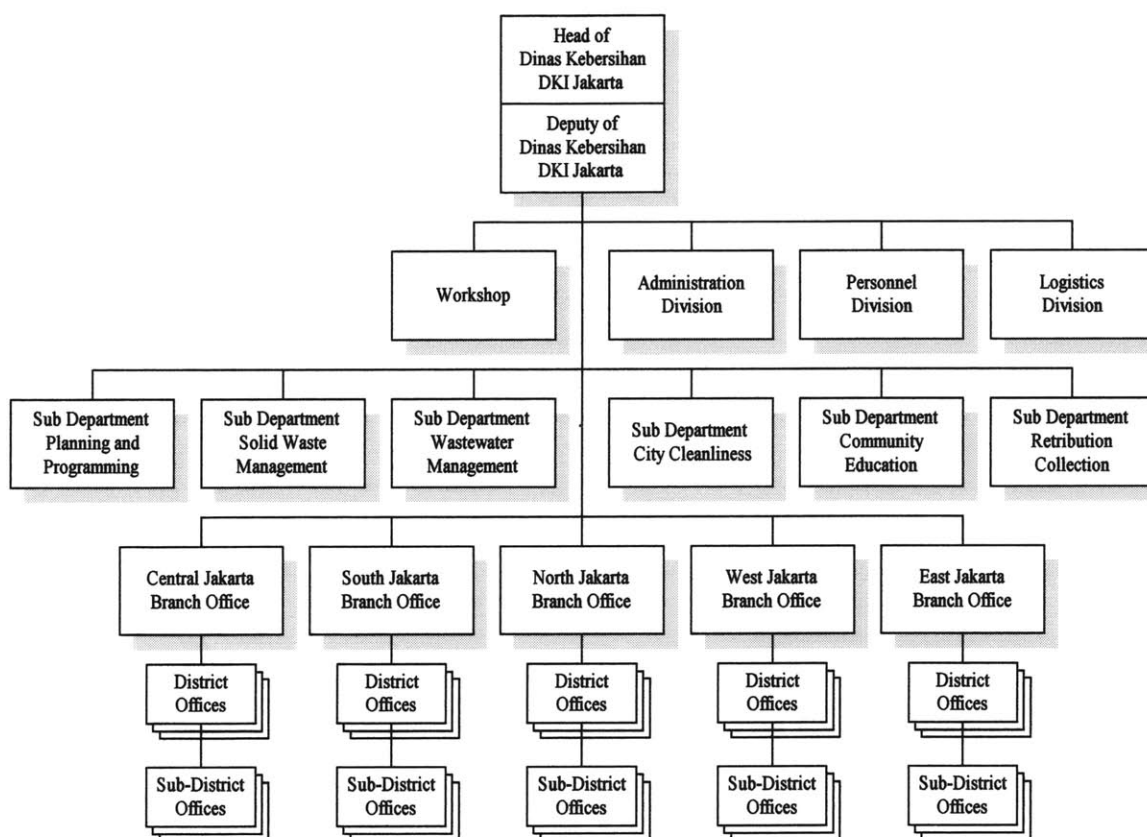 Head of
Dinas Kebersihan
DKI Jakarta
Deputy of
Dinas Kebersihan
DKI Jakarta
Workshop
Administration
Division
Personnel
Division
Logistics
Division
Sub Department
Planning and
Programming
Sub Department
Solid Waste
Management
Sub Department
Wastewater
Management
Sub Department
City Cleanliness
Sub Department
Community
Education
Sub Department
Retribution
Collection
Central Jakarta
Branch Office
South Jakarta
Branch Office
North Jakarta
Branch Office
West Jakarta
Branch Office
East Jakarta
Branch Office
District
Offices
District
Offices
District
Offices
District
Offices
District
Offices
Sub-District
Offices
Sub-District
Offices
Sub-District
Offices
Sub-District
Offices
Sub-District
Offices